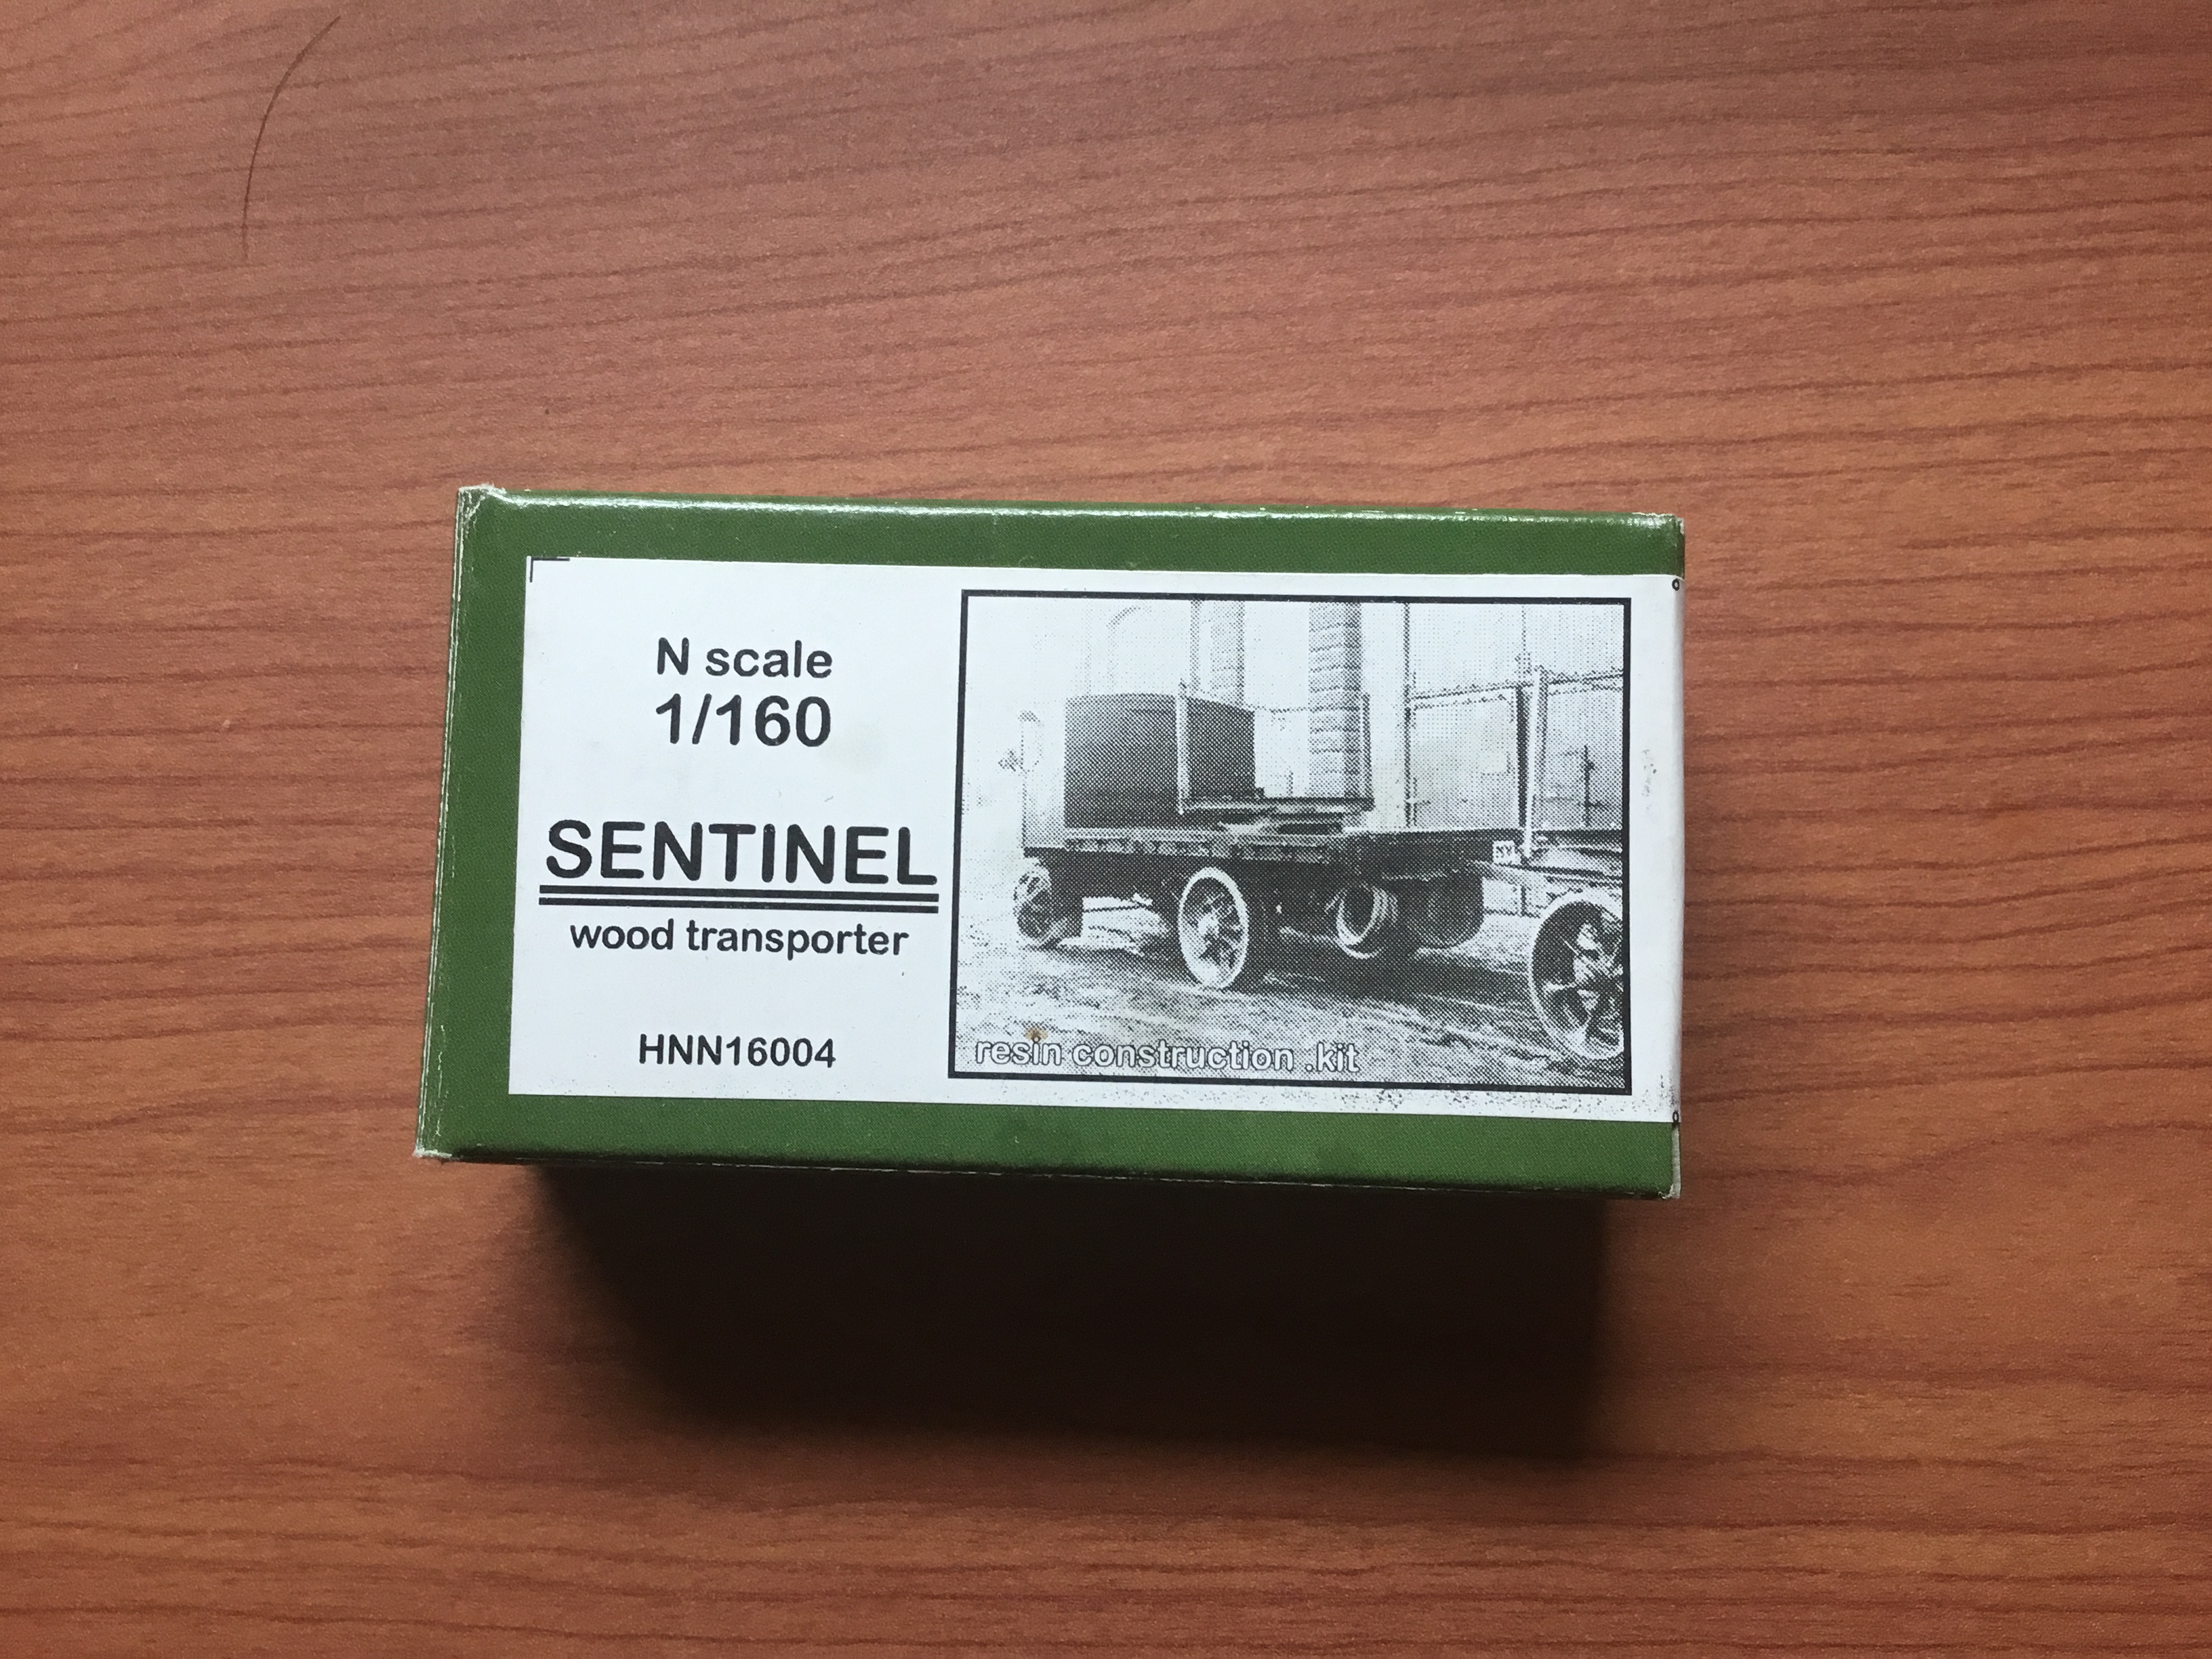 N scale
1/160
SENTINEL
wood transporter
HNN16004
resin construction .kit